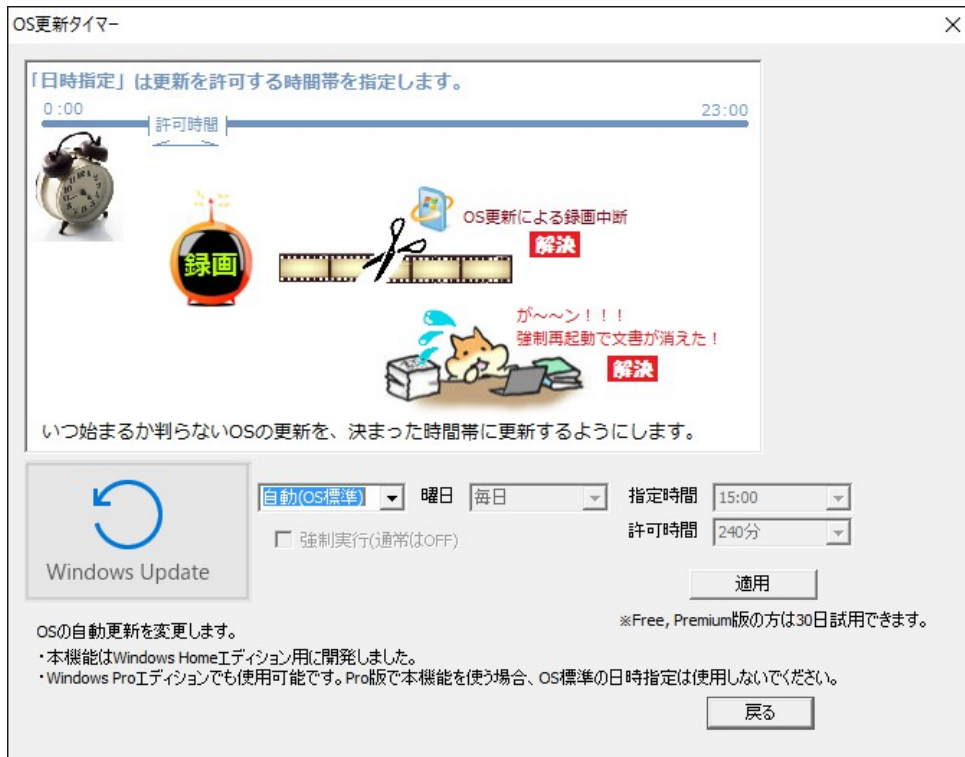 OS更新タイマー
「日時指定」は更新を許可する時間帯を指定します。
0:00
23:00
許可時間
録画
OS更新による録画中断
解決
が~~ン!!!
強制再起動で文書が消えた!
解決
いつ始まるか判らないOSの更新を、決まった時間帯に更新するようにします。
Windows Update
自動(OS標準)
曜日
毎日
指定時間
15:00
強制実行(通常はOFF)
許可時間
240分
適用
※Free, Premium版の方は30日試用できます。
OSの自動更新を変更します。
・本機能はWindows Homeエディション用に開発しました。
・Windows Proエディションでも使用可能です。Pro版で本機能を使う場合、OS標準の日時指定は使用しないでください。
戻る